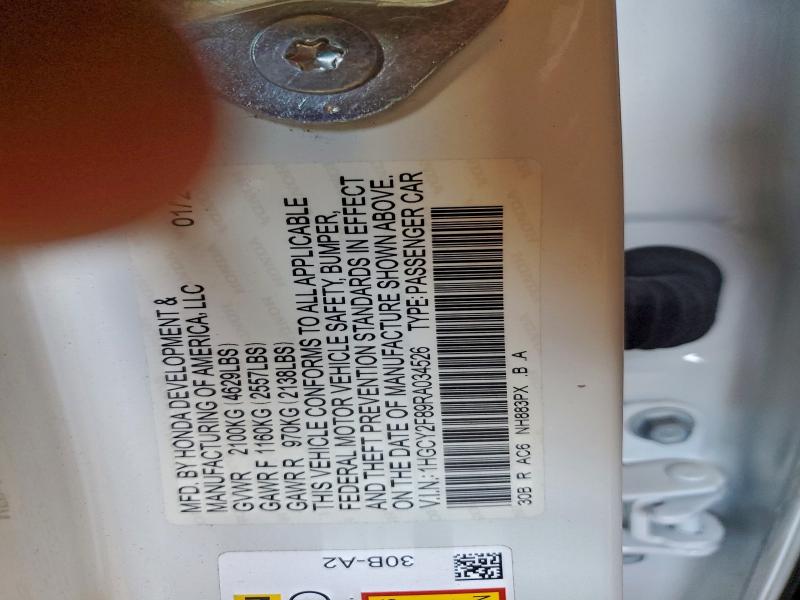 01/2
MFD. BY HONDA DEVELOPMENT &
MANUFACTURING OF AMERICA, LLC
GVWR 2100KG (4629LBS)
GAWR F 1160KG (2557LBS)
GAWR R 970KG (2138LBS)
THIS VEHICLE CONFORMS TO ALL APPLICABLE
FEDERAL MOTOR VEHICLE SAFETY, BUMPER,
AND THEFT PREVENTION STANDARDS IN EFFECT
ON THE DATE OF MANUFACTURE SHOWN ABOVE.
V.I.N.: 1HGCY2F89RA034526 TYPE: PASSENGER CAR
30B R AC6 NH883PX B A
30B-A2